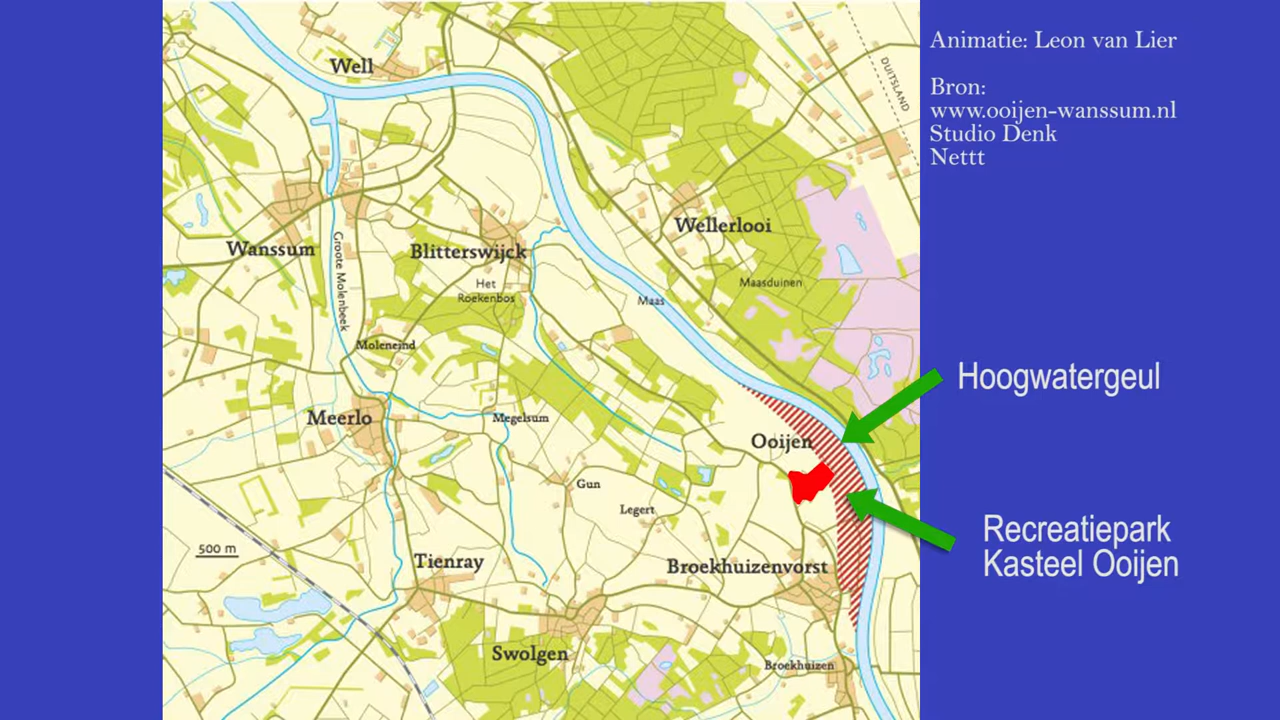 Animatie: Leon van Lier
Bron:
www.ooijen-wanssum.nl
Studio Denk
Nettt
DUITSLAND
Well
Wellerlooi
Wanssum
Blitterswijck
Groote Molenbeek
Het
Roekenbos
Maasduinen
Maas
Moleneind
Hoogwatergeul
Meerlo
Megelsum
Ooijen
Gun
Legert
500 m
Recreatiepark
Kasteel Ooijen
Tienray
Broekhuizenvorst
Swolgen
Broekhuizen